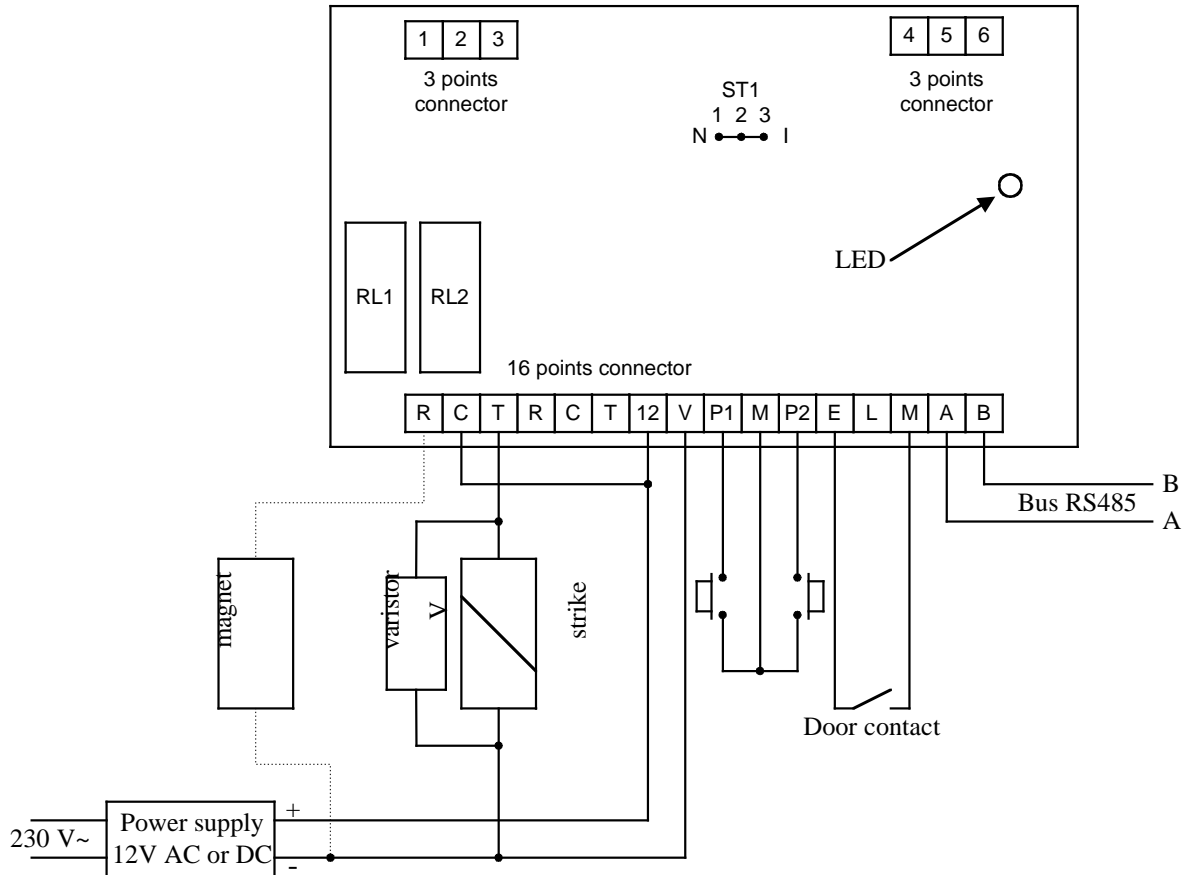 1 2 3
3 points
connector
4 5 6
3 points
connector
ST1
1 2 3
N I
LED
RL1 RL2
16 points connector
R C T R C T 12 V P1 M P2 E L M A B
B
Bus RS485
A
magnet
varistor
V
strike
Door contact
230 V~
Power supply
12V AC or DC
+
-